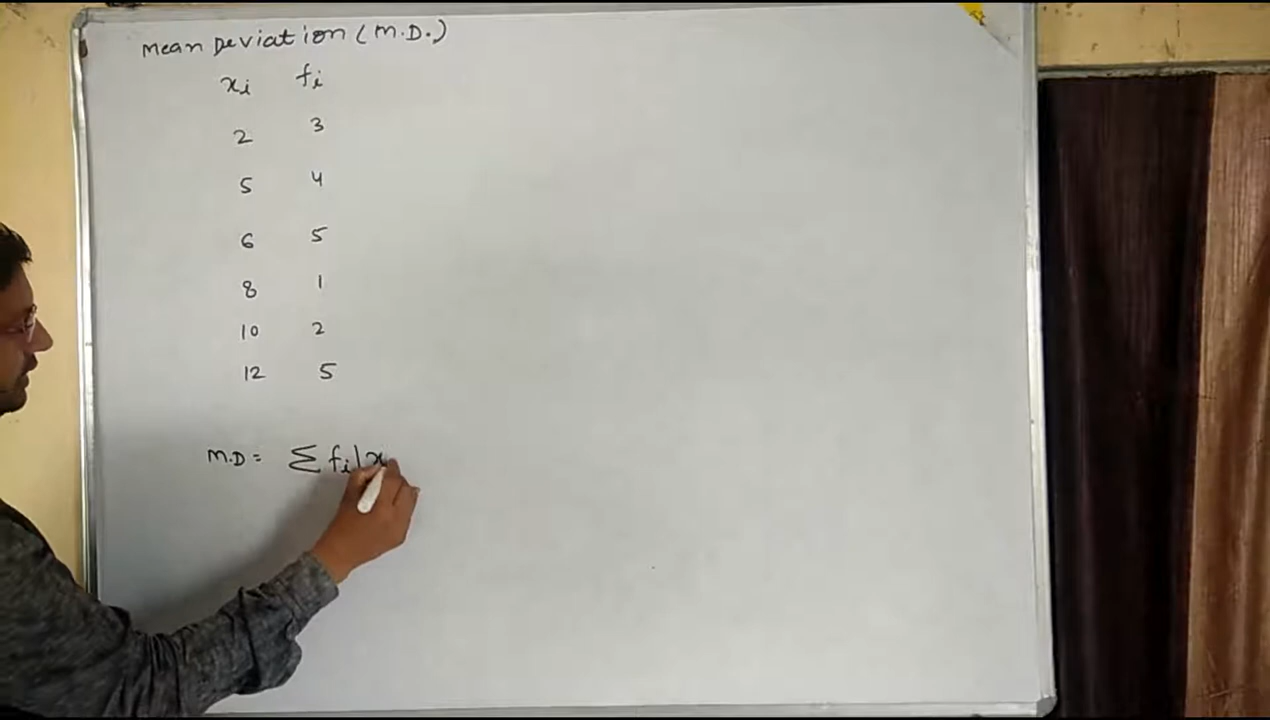 Mean Deviation (M.D.)
xi fi
2 3
5 4
6 5
8 1
10 2
12 5
M.D = Σ fi|x